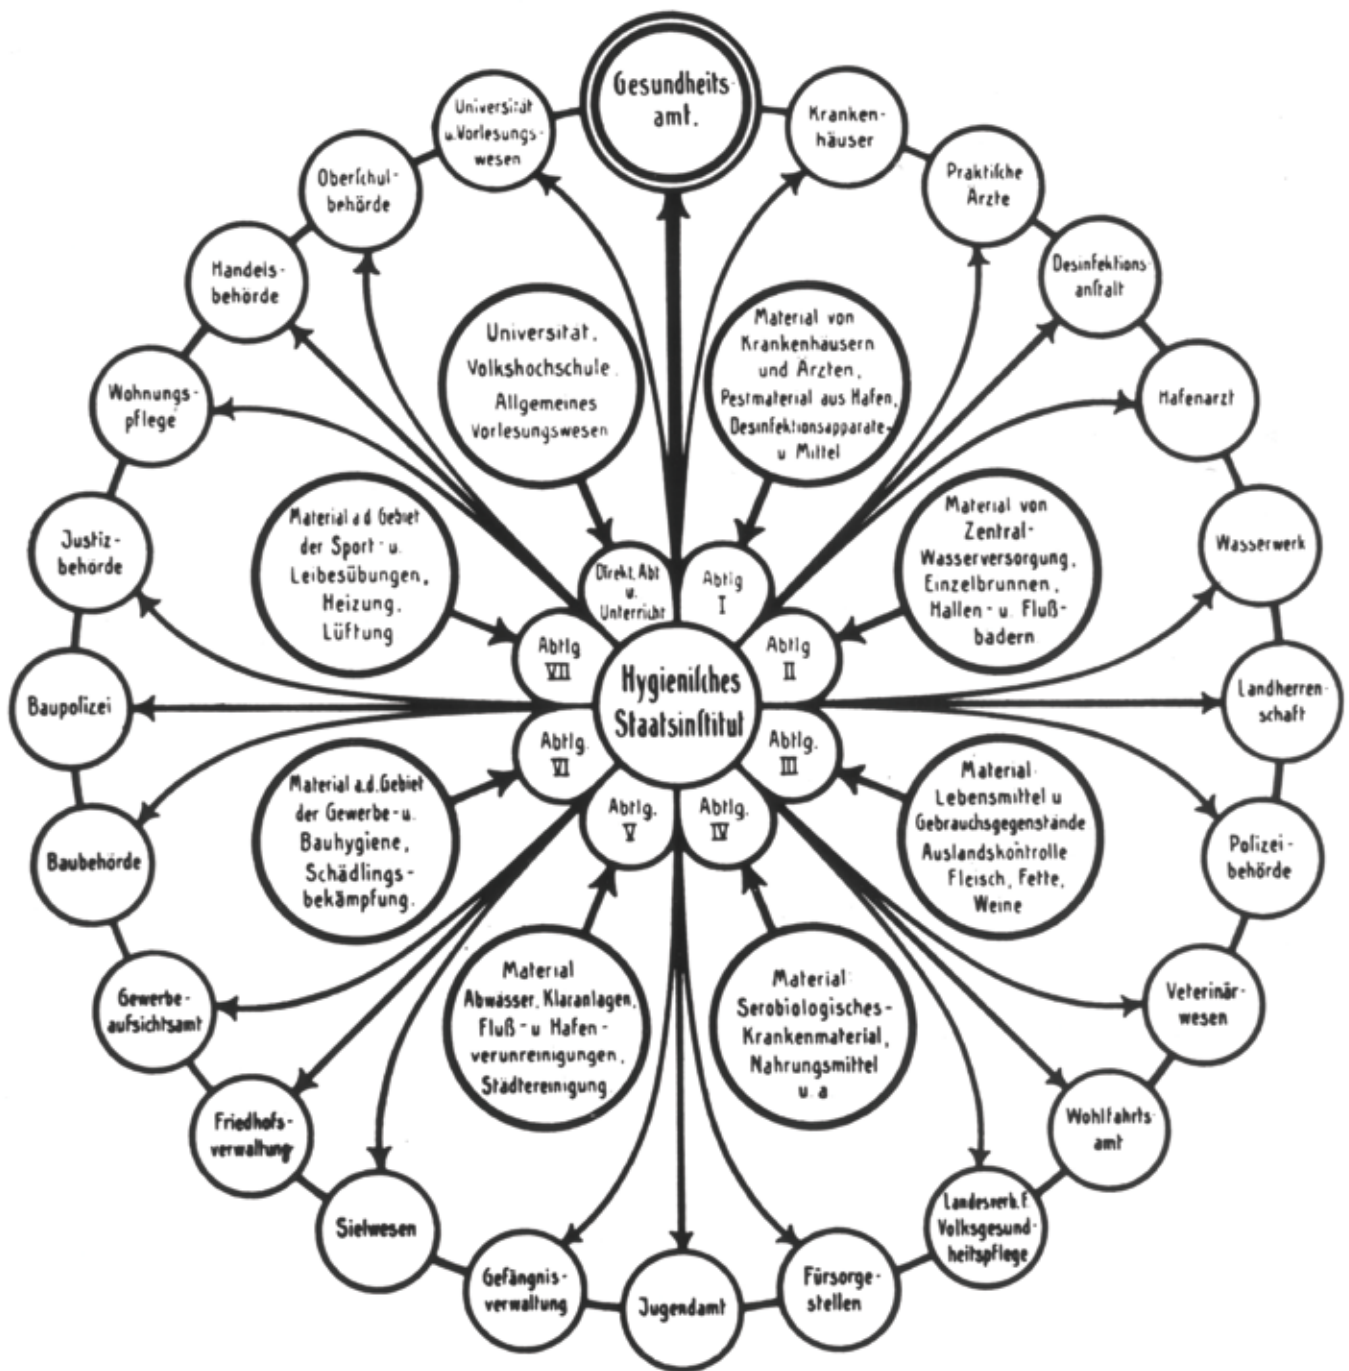 Gesundheits-
amt.
Kranken-
häuser
Praktiſche
Ärzte
Desinfektions-
anſtalt
Hafenarzt
Wasserwerk
Landherren-
schaft
Polizei-
behörde
Veterinär-
wesen
Wohlfahrts-
amt
Landesverb. f.
Volksgesund-
heitspflege
Fürsorge-
stellen
Jugendamt
Gefängnis-
verwaltung
Sielwesen
Friedhofs-
verwaltung
Gewerbe-
aufsichtsamt
Baubehörde
Baupolizei
Justiz-
behörde
Wohnungs-
pflege
Handels-
behörde
Oberſchul-
behörde
Universität
u. Vorlesungs-
wesen
Universität,
Volkshochschule.
Allgemeines
Vorlesungswesen
Material von
Krankenhäusern
und Ärzten,
Pestmaterial aus Hafen,
Desinfektionsapparate-
u Mittel
Material von
Zentral-
Wasserversorgung,
Einzelbrunnen,
Hallen- u. Fluß-
badern
Material:
Lebensmittel u
Gebrauchsgegenstände
Auslandskontrolle
Fleisch, Fette,
Weine
Material:
Serobiologisches-
Krankenmaterial,
Nahrungsmittel
u. a
Material
Abwässer, Klaranlagen,
Fluß- u Hafen-
verunreinigungen,
Städtereinigung
Material a.d. Gebiet
der Gewerbe- u.
Bauhygiene,
Schädlings-
bekämpfung.
Material a.d. Gebiet
der Sport- u.
Leibesübungen,
Heizung,
Lüftung
Direkt. Abt
u.
Unterricht
Abtlg
I
Abtlg
II
Abtlg.
III
Abtlg.
IV
Abtlg.
V
Abtlg.
VI
Abtlg
VII
Hygieniſches
Staatsinſtitut